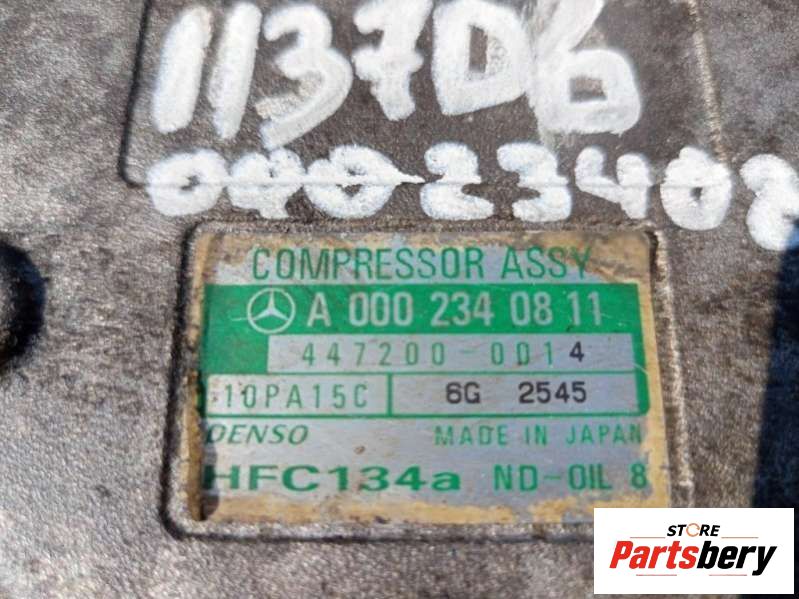 1137D6
04023402
COMPRESSOR ASSY
A 000 234 08 11
447200-0014
10PA15C 6G 2545
DENSO MADE IN JAPAN
HFC134a ND-OIL 8
STORE
Partsbery